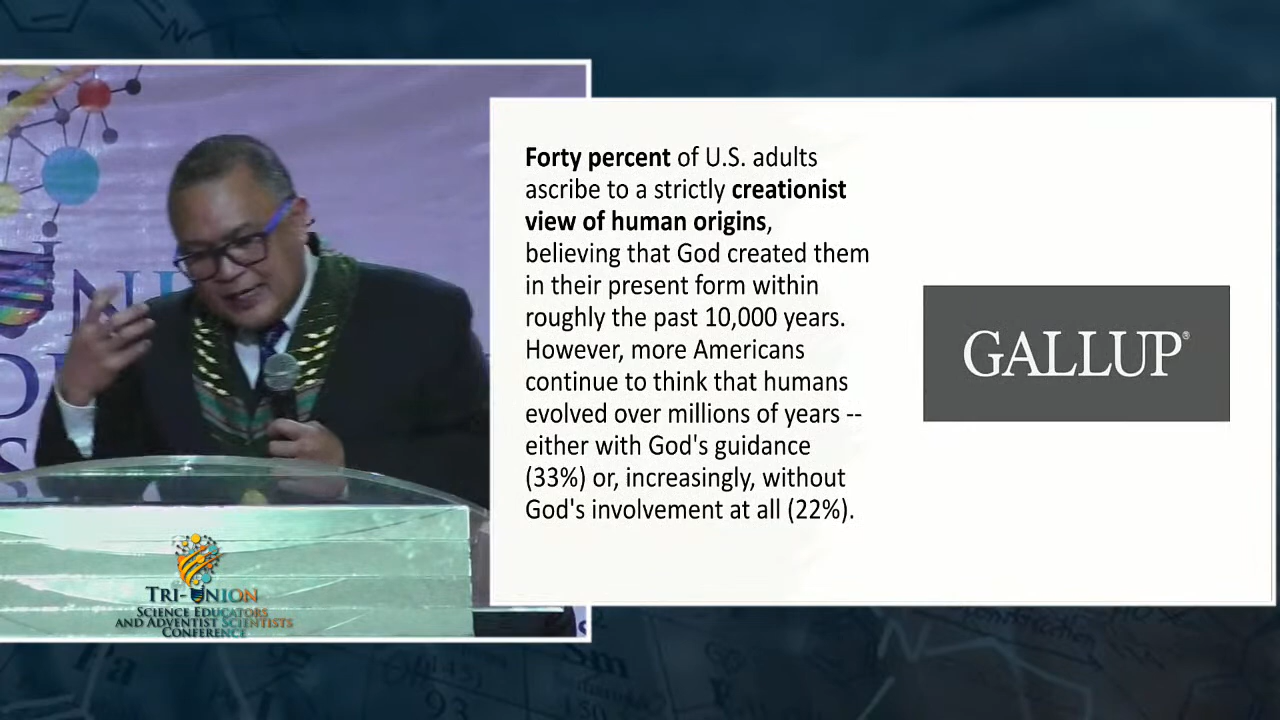 Forty percent of U.S. adults
ascribe to a strictly creationist
view of human origins,
believing that God created them
in their present form within
roughly the past 10,000 years.
However, more Americans
continue to think that humans
evolved over millions of years --
either with God's guidance
(33%) or, increasingly, without
God's involvement at all (22%).
GALLUP®
TRI-UNION
SCIENCE EDUCATORS
AND ADVENTIST SCIENTISTS
CONFERENCE
93